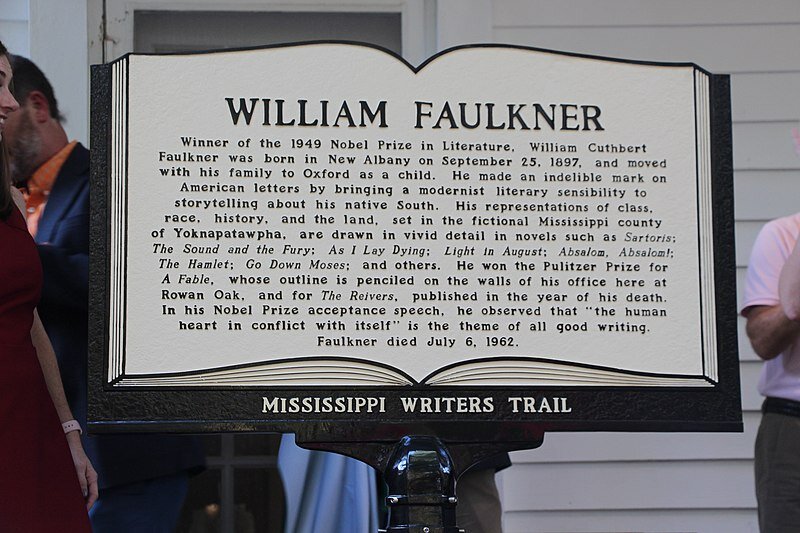 WILLIAM FAULKNER
Winner of the 1949 Nobel Prize in Literature, William Cuthbert
Faulkner was born in New Albany on September 25, 1897, and moved
with his family to Oxford as a child. He made an indelible mark on
American letters by bringing a modernist literary sensibility to
storytelling about his native South. His representations of class,
race, history, and the land, set in the fictional Mississippi county
of Yoknapatawpha, are drawn in vivid detail in novels such as Sartoris;
The Sound and the Fury; As I Lay Dying; Light in August; Absalom, Absalom!;
The Hamlet; Go Down Moses; and others. He won the Pulitzer Prize for
A Fable, whose outline is penciled on the walls of his office here at
Rowan Oak, and for The Reivers, published in the year of his death.
In his Nobel Prize acceptance speech, he observed that "the human
heart in conflict with itself" is the theme of all good writing.
Faulkner died July 6, 1962.
MISSISSIPPI WRITERS TRAIL